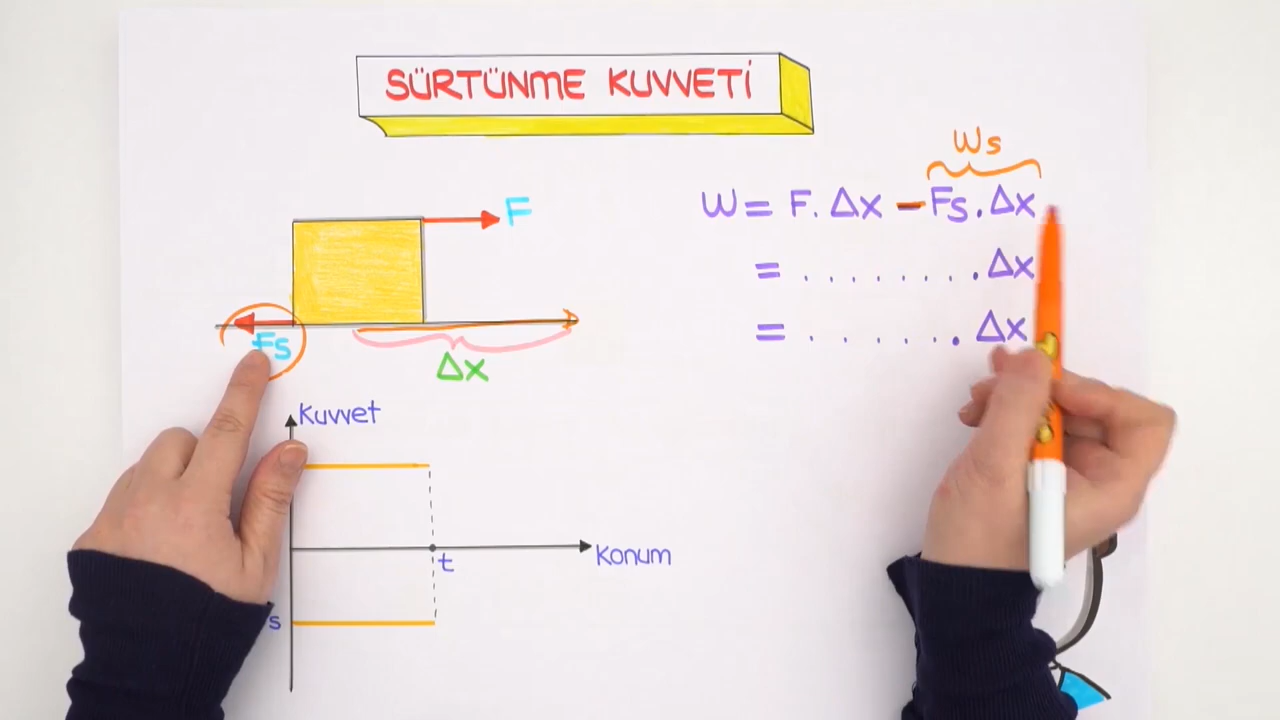 SÜRTÜNME KUVVETİ
Ws
W = F. Δx - Fs. Δx
= . . . . . . . . Δx
= . . . . . . . Δx
F
Fs
Δx
Kuvvet
t
Konum
s